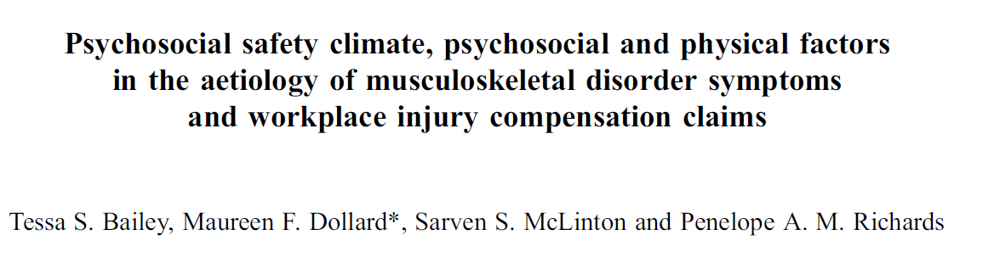 Psychosocial safety climate, psychosocial and physical factors
in the aetiology of musculoskeletal disorder symptoms
and workplace injury compensation claims
Tessa S. Bailey, Maureen F. Dollard*, Sarven S. McLinton and Penelope A. M. Richards